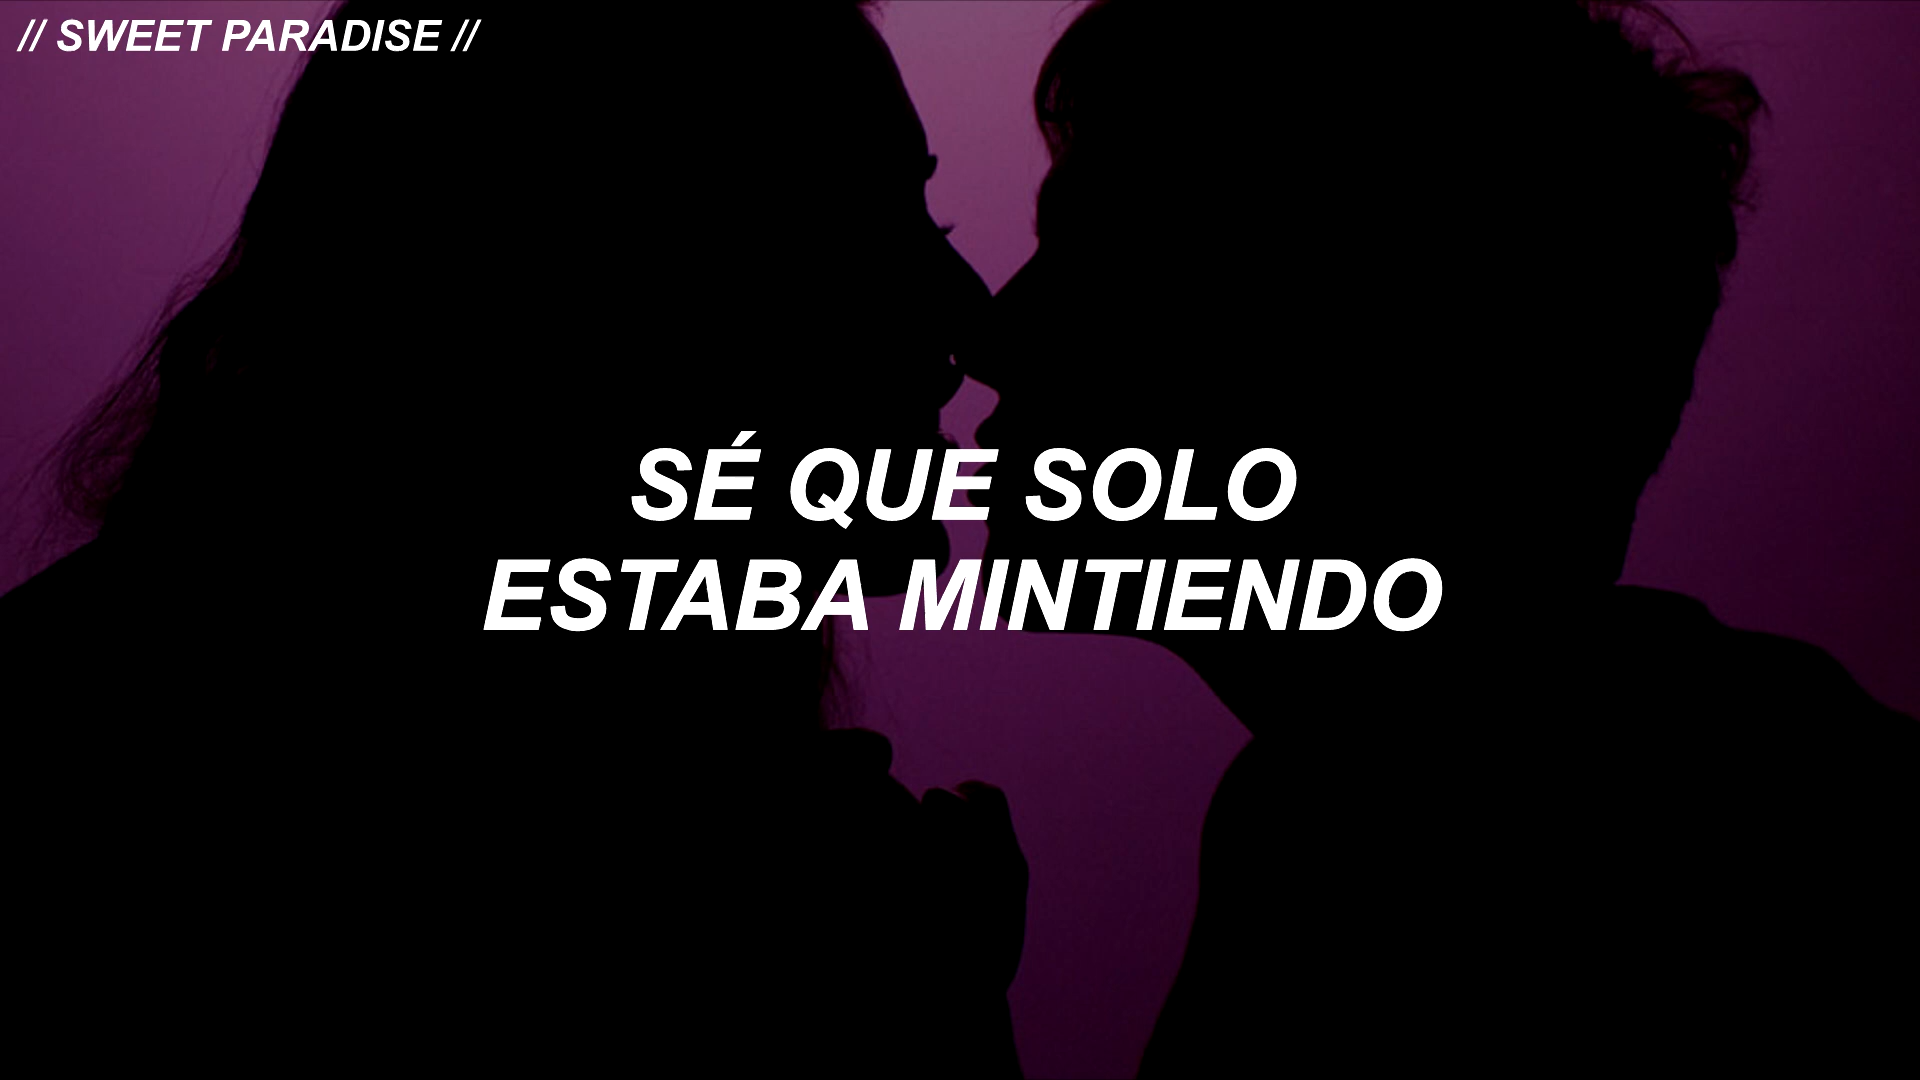 // SWEET PARADISE //
SÉ QUE SOLO
ESTABA MINTIENDO